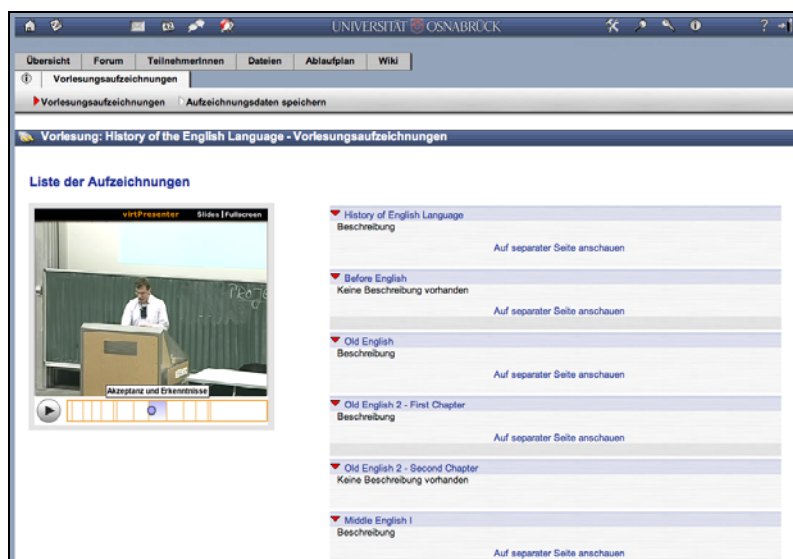 UNIVERSITÄT OSNABRÜCK
?
Übersicht Forum TeilnehmerInnen Dateien Ablaufplan Wiki
Vorlesungsaufzeichnungen
Vorlesungsaufzeichnungen Aufzeichnungsdaten speichern
Vorlesung: History of the English Language - Vorlesungsaufzeichnungen
Liste der Aufzeichnungen
virtPresenter Slides | Fullscreen
PROJE
Akzeptanz und Erkenntnisse
History of English Language
Beschreibung
Auf separater Seite anschauen
Before English
Keine Beschreibung vorhanden
Auf separater Seite anschauen
Old English
Beschreibung
Auf separater Seite anschauen
Old English 2 - First Chapter
Beschreibung
Auf separater Seite anschauen
Old English 2 - Second Chapter
Keine Beschreibung vorhanden
Middle English I
Beschreibung
Auf separater Seite anschauen